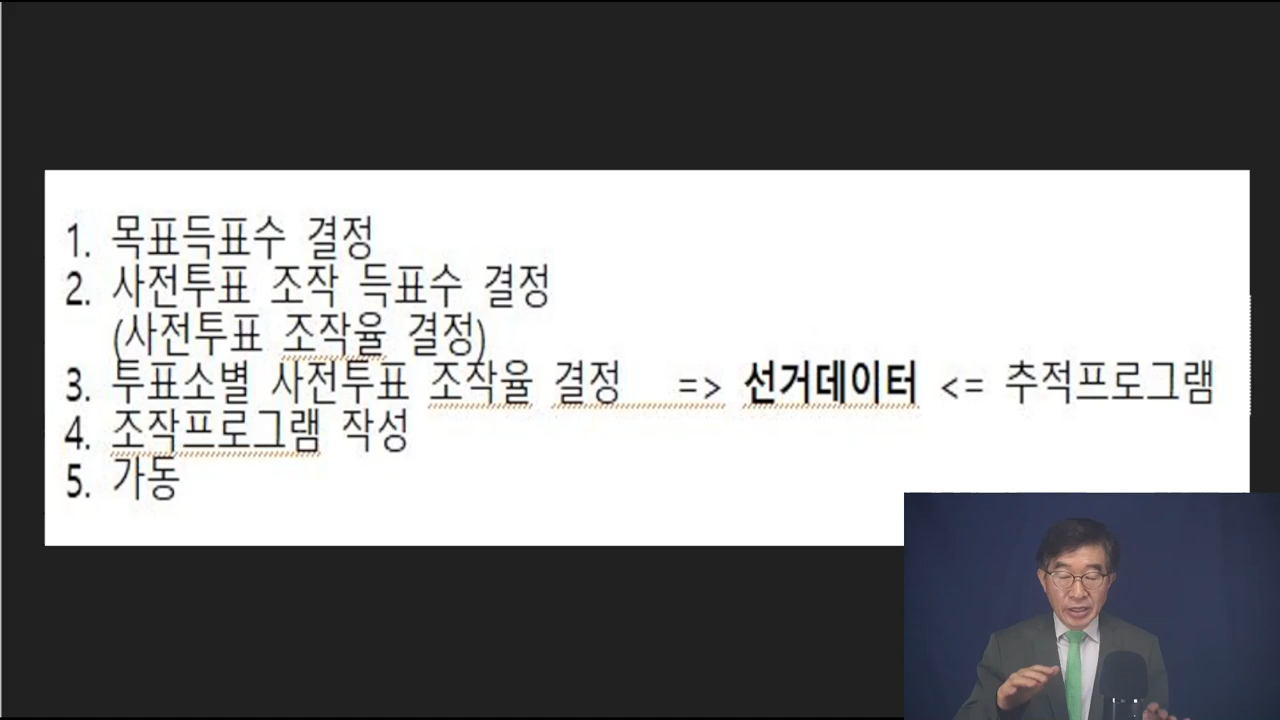 1. 목표득표수 결정
2. 사전투표 조작 득표수 결정
(사전투표 조작율 결정)
3. 투표소별 사전투표 조작율 결정 => 선거데이터 <= 추적프로그램
4. 조작프로그램 작성
5. 가동